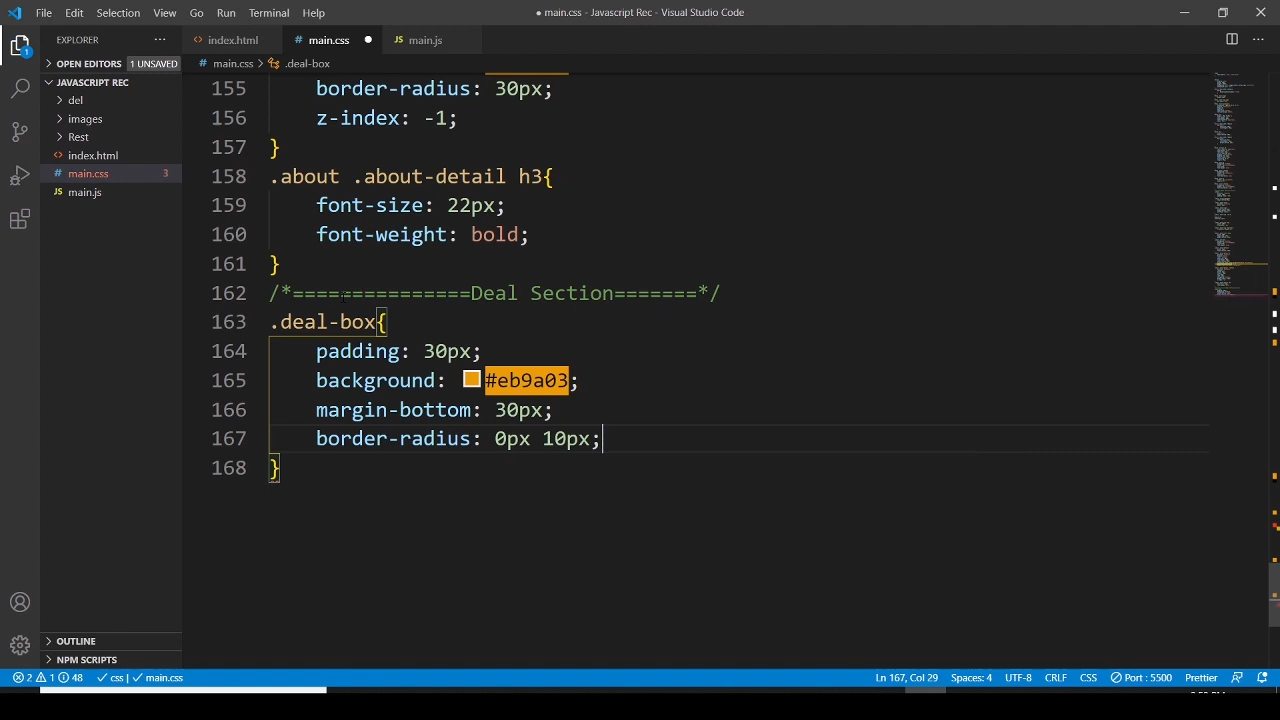 File Edit Selection View Go Run Terminal Help
● main.css - Javascript Rec - Visual Studio Code
EXPLORER
OPEN EDITORS 1 UNSAVED
JAVASCRIPT REC
del
images
Rest
index.html
main.css 3
main.js
OUTLINE
NPM SCRIPTS
1
index.html main.css main.js
main.css .deal-box
155 border-radius: 30px;
156 z-index: -1;
157 }
158 .about .about-detail h3{
159 font-size: 22px;
160 font-weight: bold;
161 }
162 /*===============Deal Section=======*/
163 .deal-box{
164 padding: 30px;
165 background: #eb9a03;
166 margin-bottom: 30px;
167 border-radius: 0px 10px;
168 }
2 1 48 css | main.css Ln 167, Col 29 Spaces: 4 UTF-8 CRLF CSS Port : 5500 Prettier